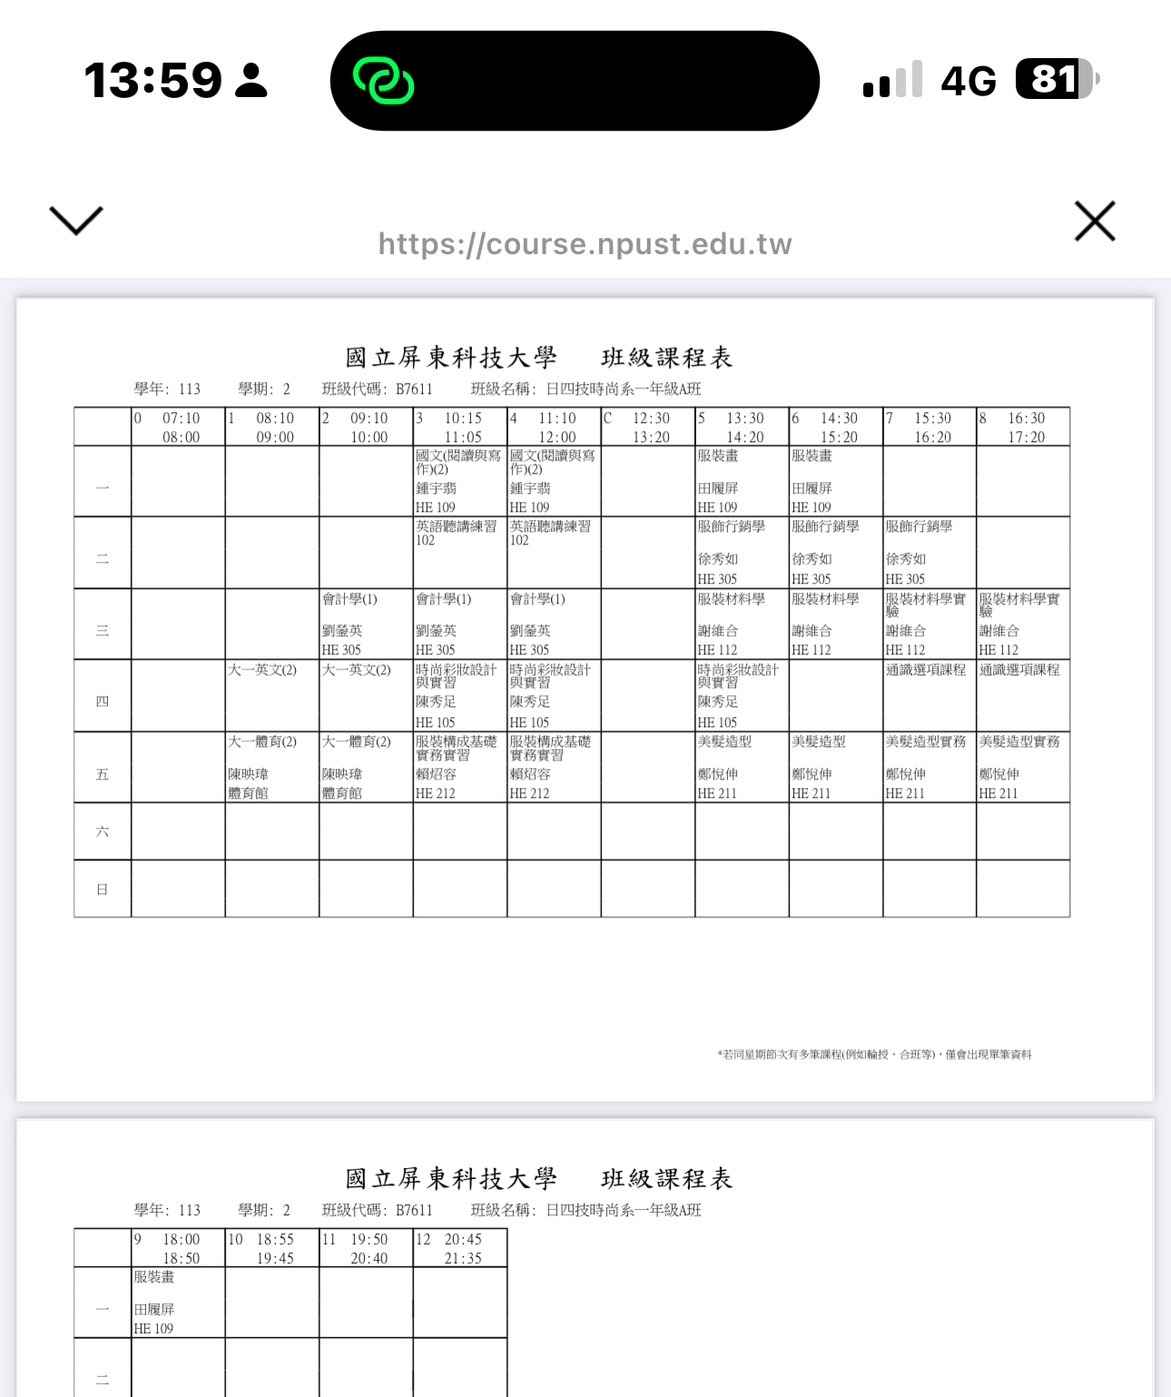 13:59
4G
81
https://course.npust.edu.tw
國立屏東科技大學 班級課程表
學年: 113 學期: 2 班級代碼: B7611 班級名稱: 日四技時尚系一年級A班
0 07:10 1 08:10 2 09:10 3 10:15 4 11:10 C 12:30 5 13:30 6 14:30 7 15:30 8 16:30
08:00 09:00 10:00 11:05 12:00 13:20 14:20 15:20 16:20 17:20
國文(閱讀與寫 國文(閱讀與寫 服裝畫 服裝畫
作)(2) 作)(2)
一 鍾宇翡 鍾宇翡 田履屏 田履屏
HE 109 HE 109 HE 109 HE 109
英語聽講練習 英語聽講練習 服飾行銷學 服飾行銷學 服飾行銷學
102 102
二 徐秀如 徐秀如 徐秀如
HE 305 HE 305 HE 305
會計學(1) 會計學(1) 會計學(1) 服裝材料學 服裝材料學 服裝材料學實 服裝材料學實
驗 驗
三 劉蓥英 劉蓥英 劉蓥英 謝維合 謝維合 謝維合 謝維合
HE 305 HE 305 HE 305 HE 112 HE 112 HE 112 HE 112
大一英文(2) 大一英文(2) 時尚彩妝設計 時尚彩妝設計 時尚彩妝設計 通識選項課程 通識選項課程
與實習 與實習 與實習
四 陳秀足 陳秀足 陳秀足
HE 105 HE 105 HE 105
大一體育(2) 大一體育(2) 服裝構成基礎 服裝構成基礎 美髮造型 美髮造型 美髮造型實務 美髮造型實務
實務實習 實務實習
五 陳映瑋 陳映瑋 賴炤容 賴炤容 鄭悅伸 鄭悅伸 鄭悅伸 鄭悅伸
體育館 體育館 HE 212 HE 212 HE 211 HE 211 HE 211 HE 211
六
日
*若同星期節次有多筆課程(例如輪授、合班等)，僅會出現單筆資料
國立屏東科技大學 班級課程表
學年: 113 學期: 2 班級代碼: B7611 班級名稱: 日四技時尚系一年級A班
9 18:00 10 18:55 11 19:50 12 20:45
18:50 19:45 20:40 21:35
服裝畫
一 田履屏
HE 109
二